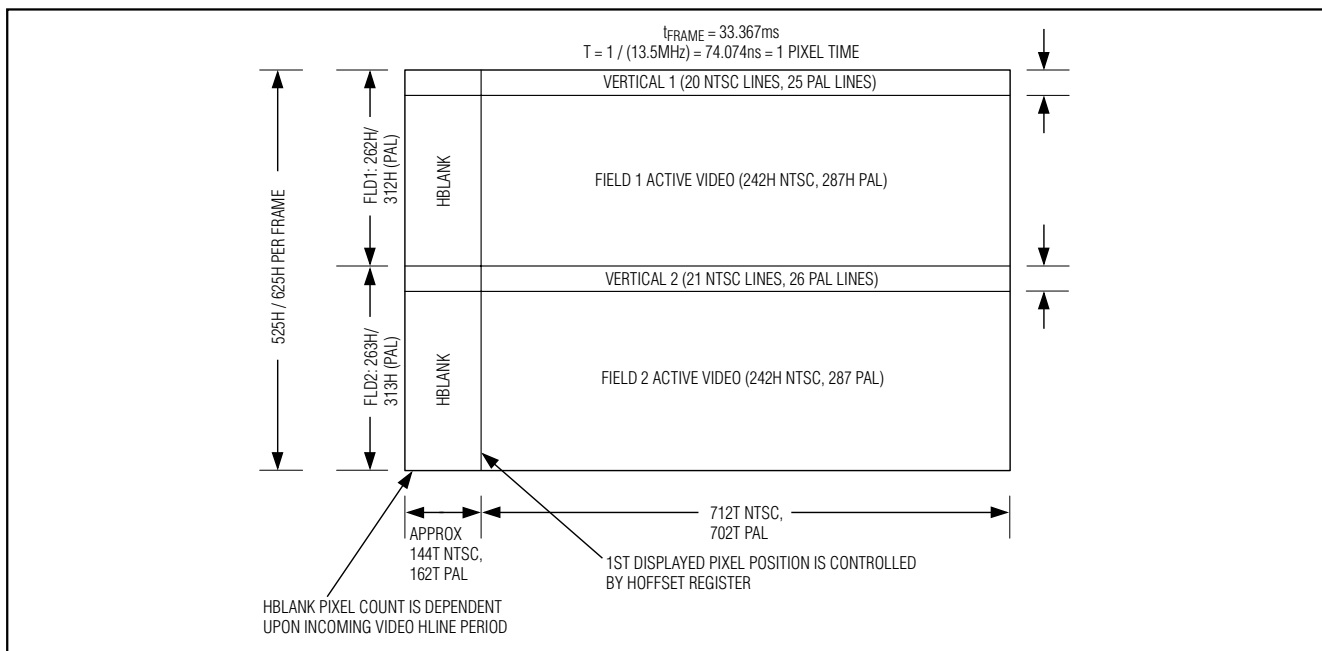 tFRAME = 33.367ms
T = 1 / (13.5MHz) = 74.074ns = 1 PIXEL TIME
VERTICAL 1 (20 NTSC LINES, 25 PAL LINES)
525H / 625H PER FRAME
FLD1: 262H/
312H (PAL)
HBLANK
FIELD 1 ACTIVE VIDEO (242H NTSC, 287H PAL)
VERTICAL 2 (21 NTSC LINES, 26 PAL LINES)
FLD2: 263H/
313H (PAL)
HBLANK
FIELD 2 ACTIVE VIDEO (242H NTSC, 287 PAL)
APPROX
144T NTSC,
162T PAL
712T NTSC,
702T PAL
1ST DISPLAYED PIXEL POSITION IS CONTROLLED
BY HOFFSET REGISTER
HBLANK PIXEL COUNT IS DEPENDENT
UPON INCOMING VIDEO HLINE PERIOD